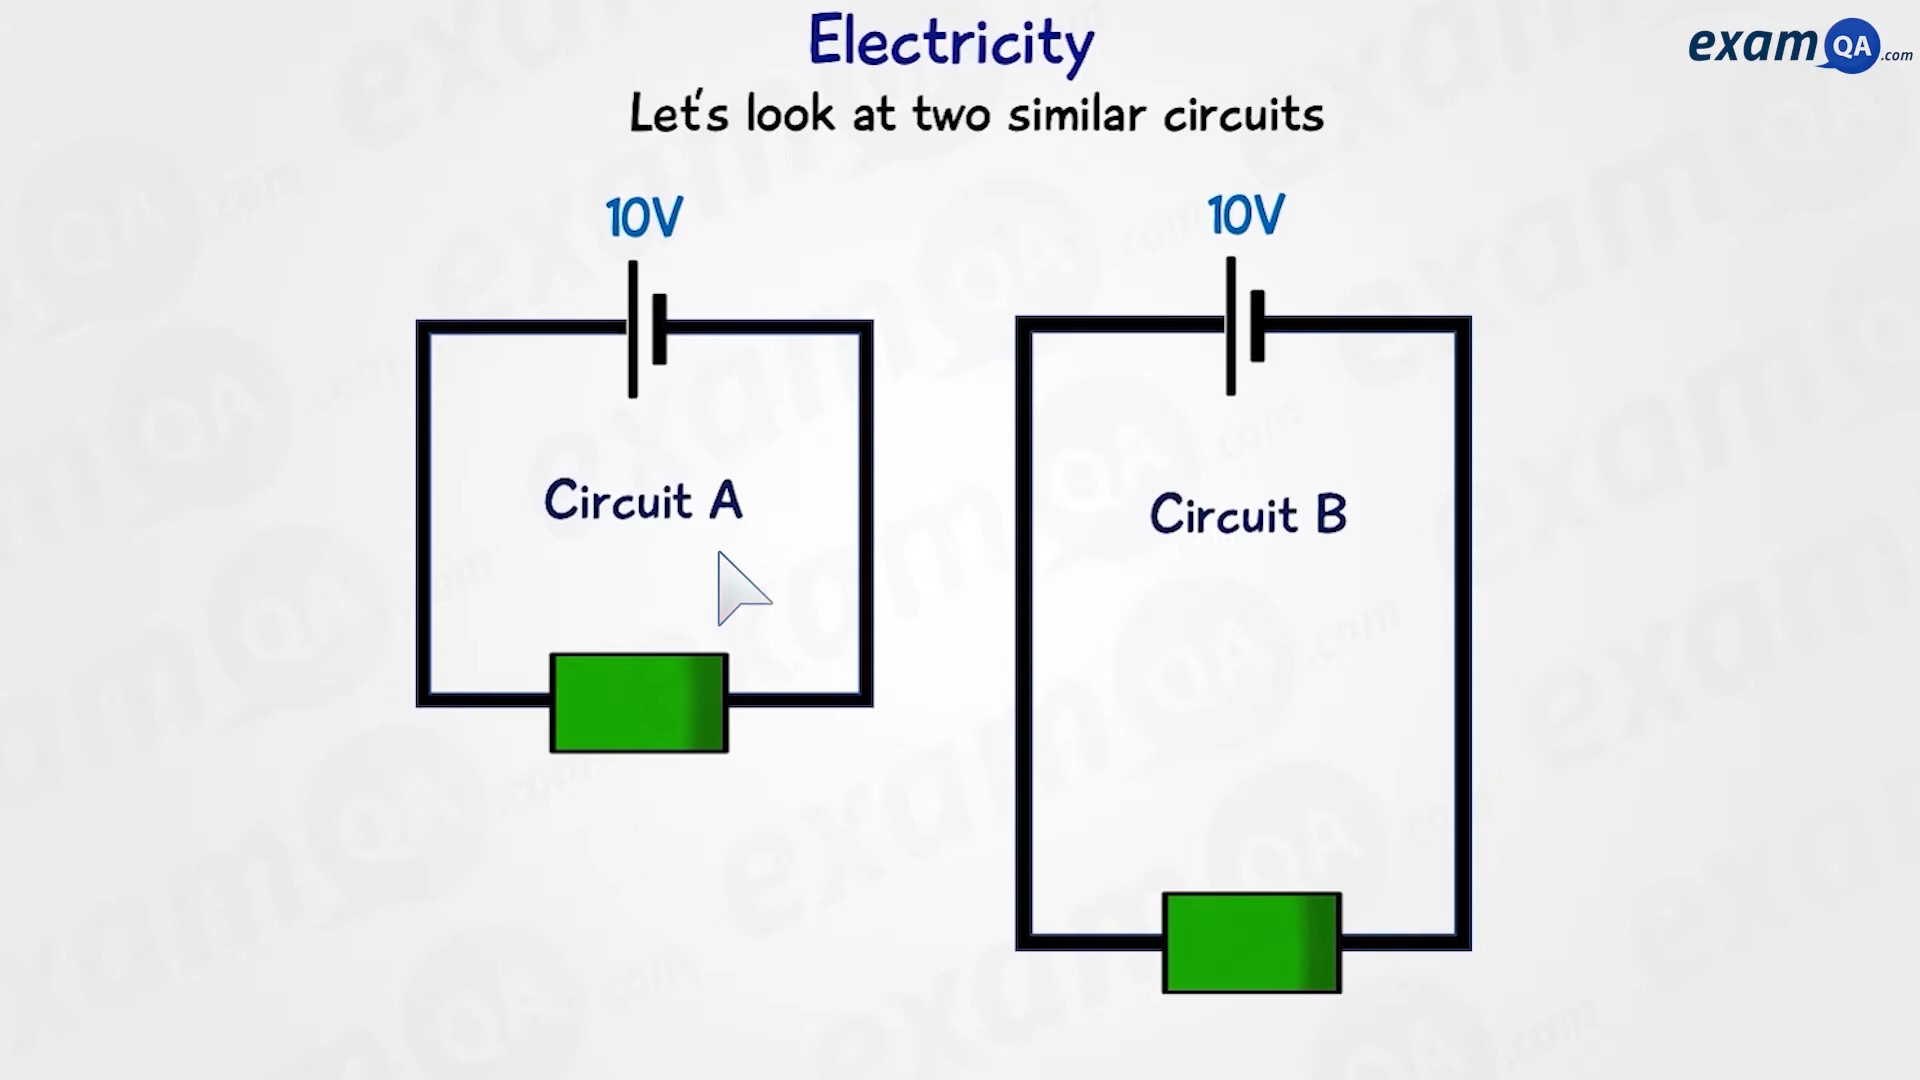 Electricity
examQA.com
Let's look at two similar circuits
10V
10V
Circuit A
Circuit B